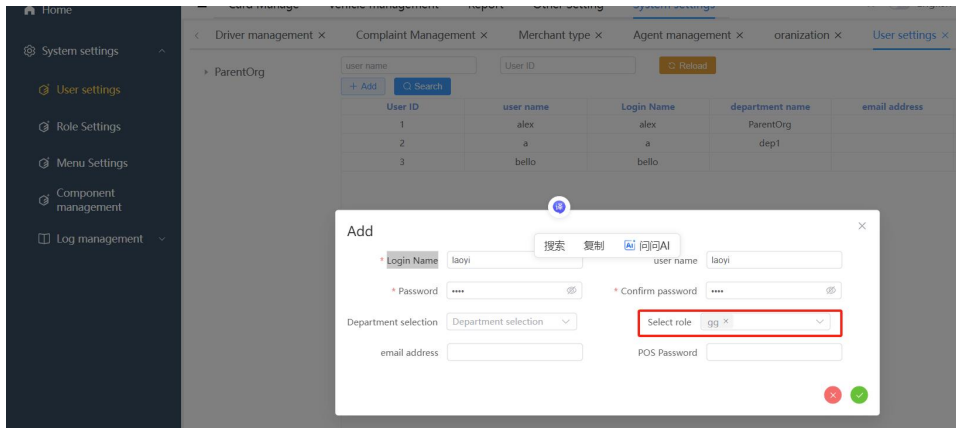 Home
Card Manage Vehicle management Report Other Setting System settings
< Driver management × Complaint Management × Merchant type × Agent management × oranization × User settings ×
System settings
User settings
Role Settings
Menu Settings
Component management
Log management
ParentOrg
user name User ID Reload
+ Add Search
User ID user name Login Name department name email address
1 alex alex ParentOrg
2 a a dep1
3 bello bello
译
Add
搜索 复制 AI 问问AI
* Login Name laoyi user name laoyi
* Password •••• * Confirm password ••••
Department selection Department selection Select role gg ×
email address POS Password